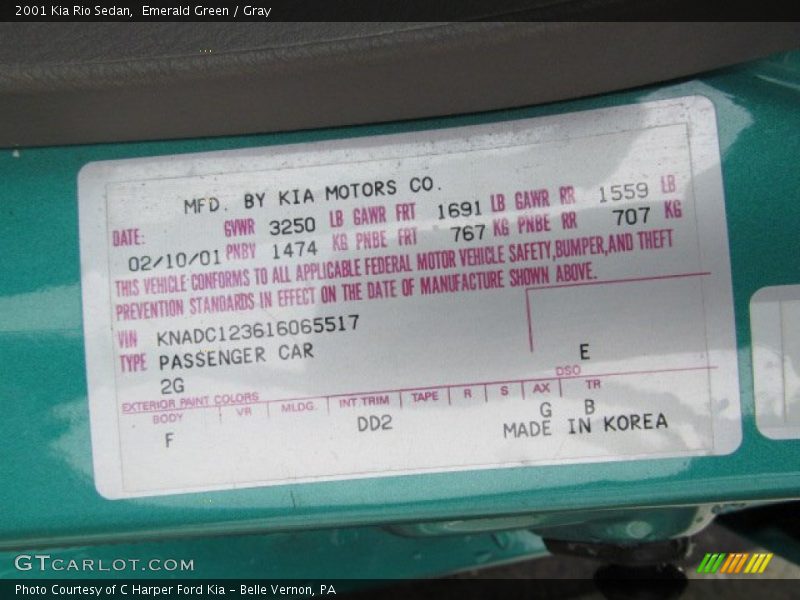 2001 Kia Rio Sedan,  Emerald Green / Gray
MFD. BY KIA MOTORS CO.
DATE: GVWR 3250 LB GAWR FRT 1691 LB GAWR RR 1559 LB
02/10/01 PNBV 1474 KG PNBE FRT 767 KG PNBE RR 707 KG
THIS VEHICLE CONFORMS TO ALL APPLICABLE FEDERAL MOTOR VEHICLE SAFETY,BUMPER,AND THEFT
PREVENTION STANDARDS IN EFFECT ON THE DATE OF MANUFACTURE SHOWN ABOVE.
VIN KNADC123616065517
TYPE PASSENGER CAR
E
2G
DSO
EXTERIOR PAINT COLORS
BODY VR MLDG. INT TRIM TAPE R S AX TR
F DD2 G B
MADE IN KOREA
GTCARLOT.COM
Photo Courtesy of C Harper Ford Kia – Belle Vernon, PA